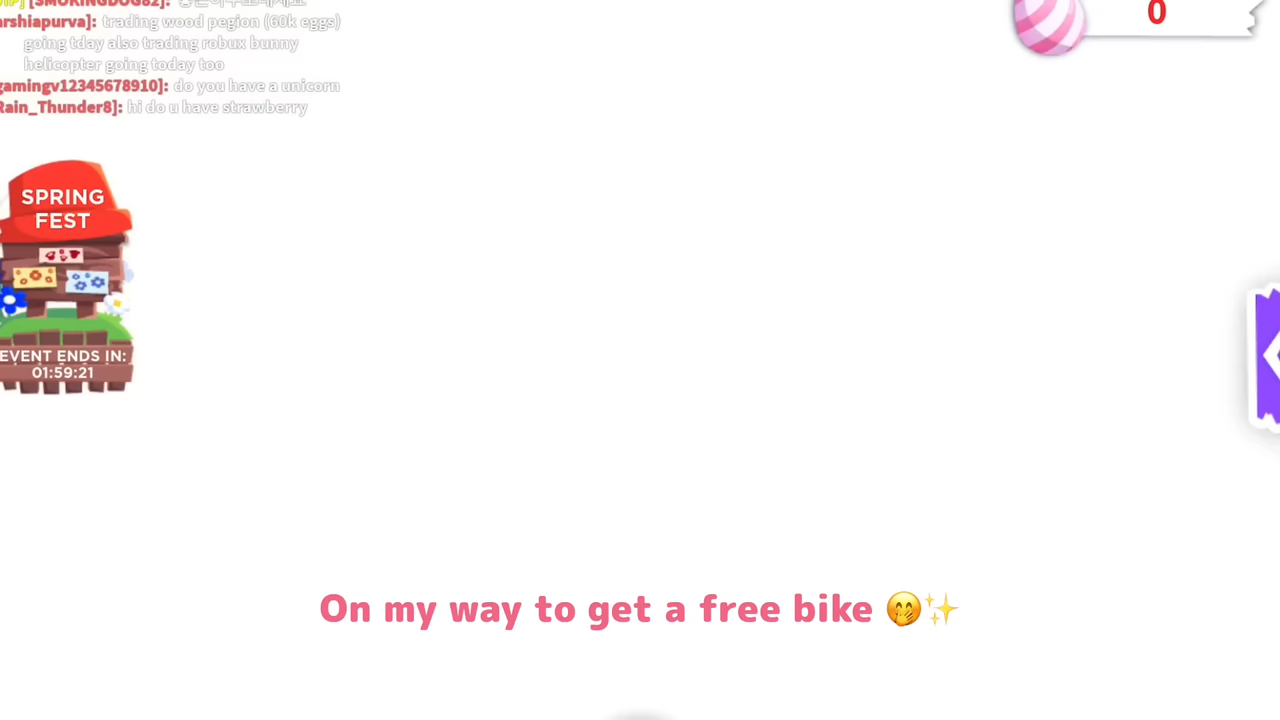 [SMOKINGDOG82]:
arshiapurva]: trading wood pegion (60k eggs)
going tday also trading robux bunny
helicopter going today too
gamingv12345678910]: do you have a unicorn
Rain_Thunder8]: hi do u have strawberry
0
SPRING
FEST
EVENT ENDS IN:
01:59:21
On my way to get a free bike 🤭✨